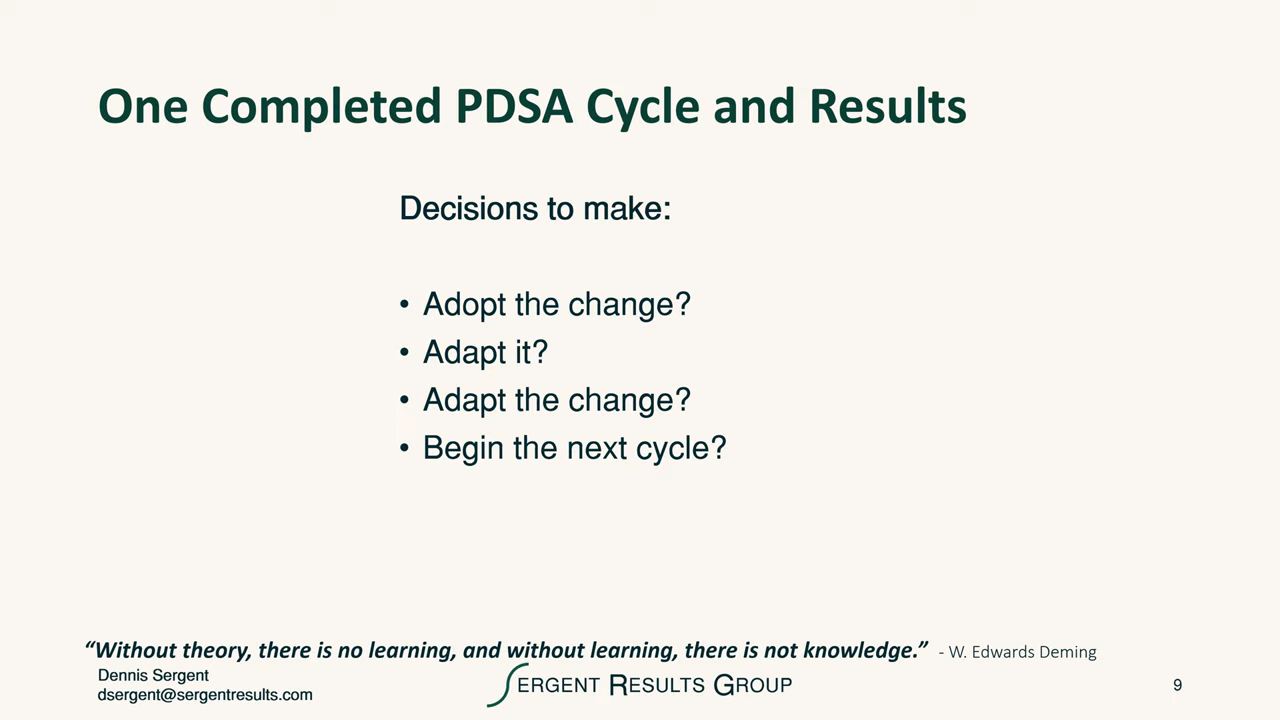 One Completed PDSA Cycle and Results
Decisions to make:
• Adopt the change?
• Adapt it?
• Adapt the change?
• Begin the next cycle?
“Without theory, there is no learning, and without learning, there is not knowledge.” - W. Edwards Deming
Dennis Sergent
dsergent@sergentresults.com
SERGENT RESULTS GROUP
9